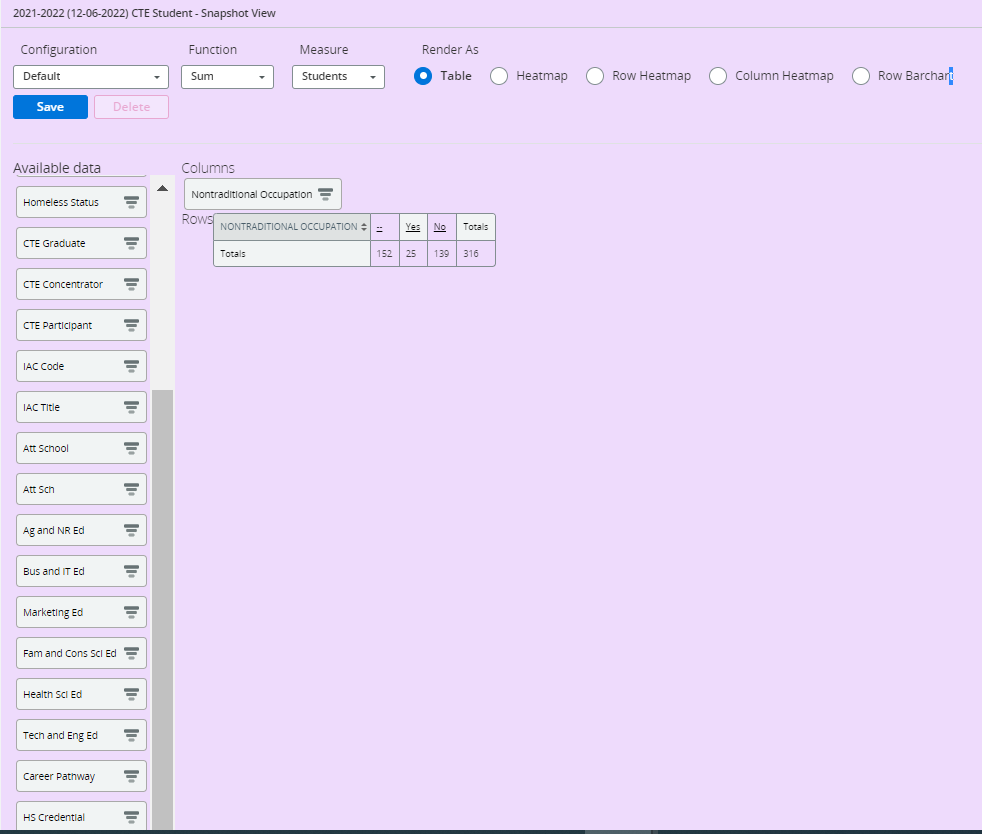 2021-2022 (12-06-2022) CTE Student - Snapshot View
Configuration Function Measure Render As
Default Sum Students Table Heatmap Row Heatmap Column Heatmap Row Barchart
Save Delete
Available data
Homeless Status
CTE Graduate
CTE Concentrator
CTE Participant
IAC Code
IAC Title
Att School
Att Sch
Ag and NR Ed
Bus and IT Ed
Marketing Ed
Fam and Cons Sci Ed
Health Sci Ed
Tech and Eng Ed
Career Pathway
HS Credential
Columns
Nontraditional Occupation
Rows
NONTRADITIONAL OCCUPATION -- Yes No Totals
Totals 152 25 139 316